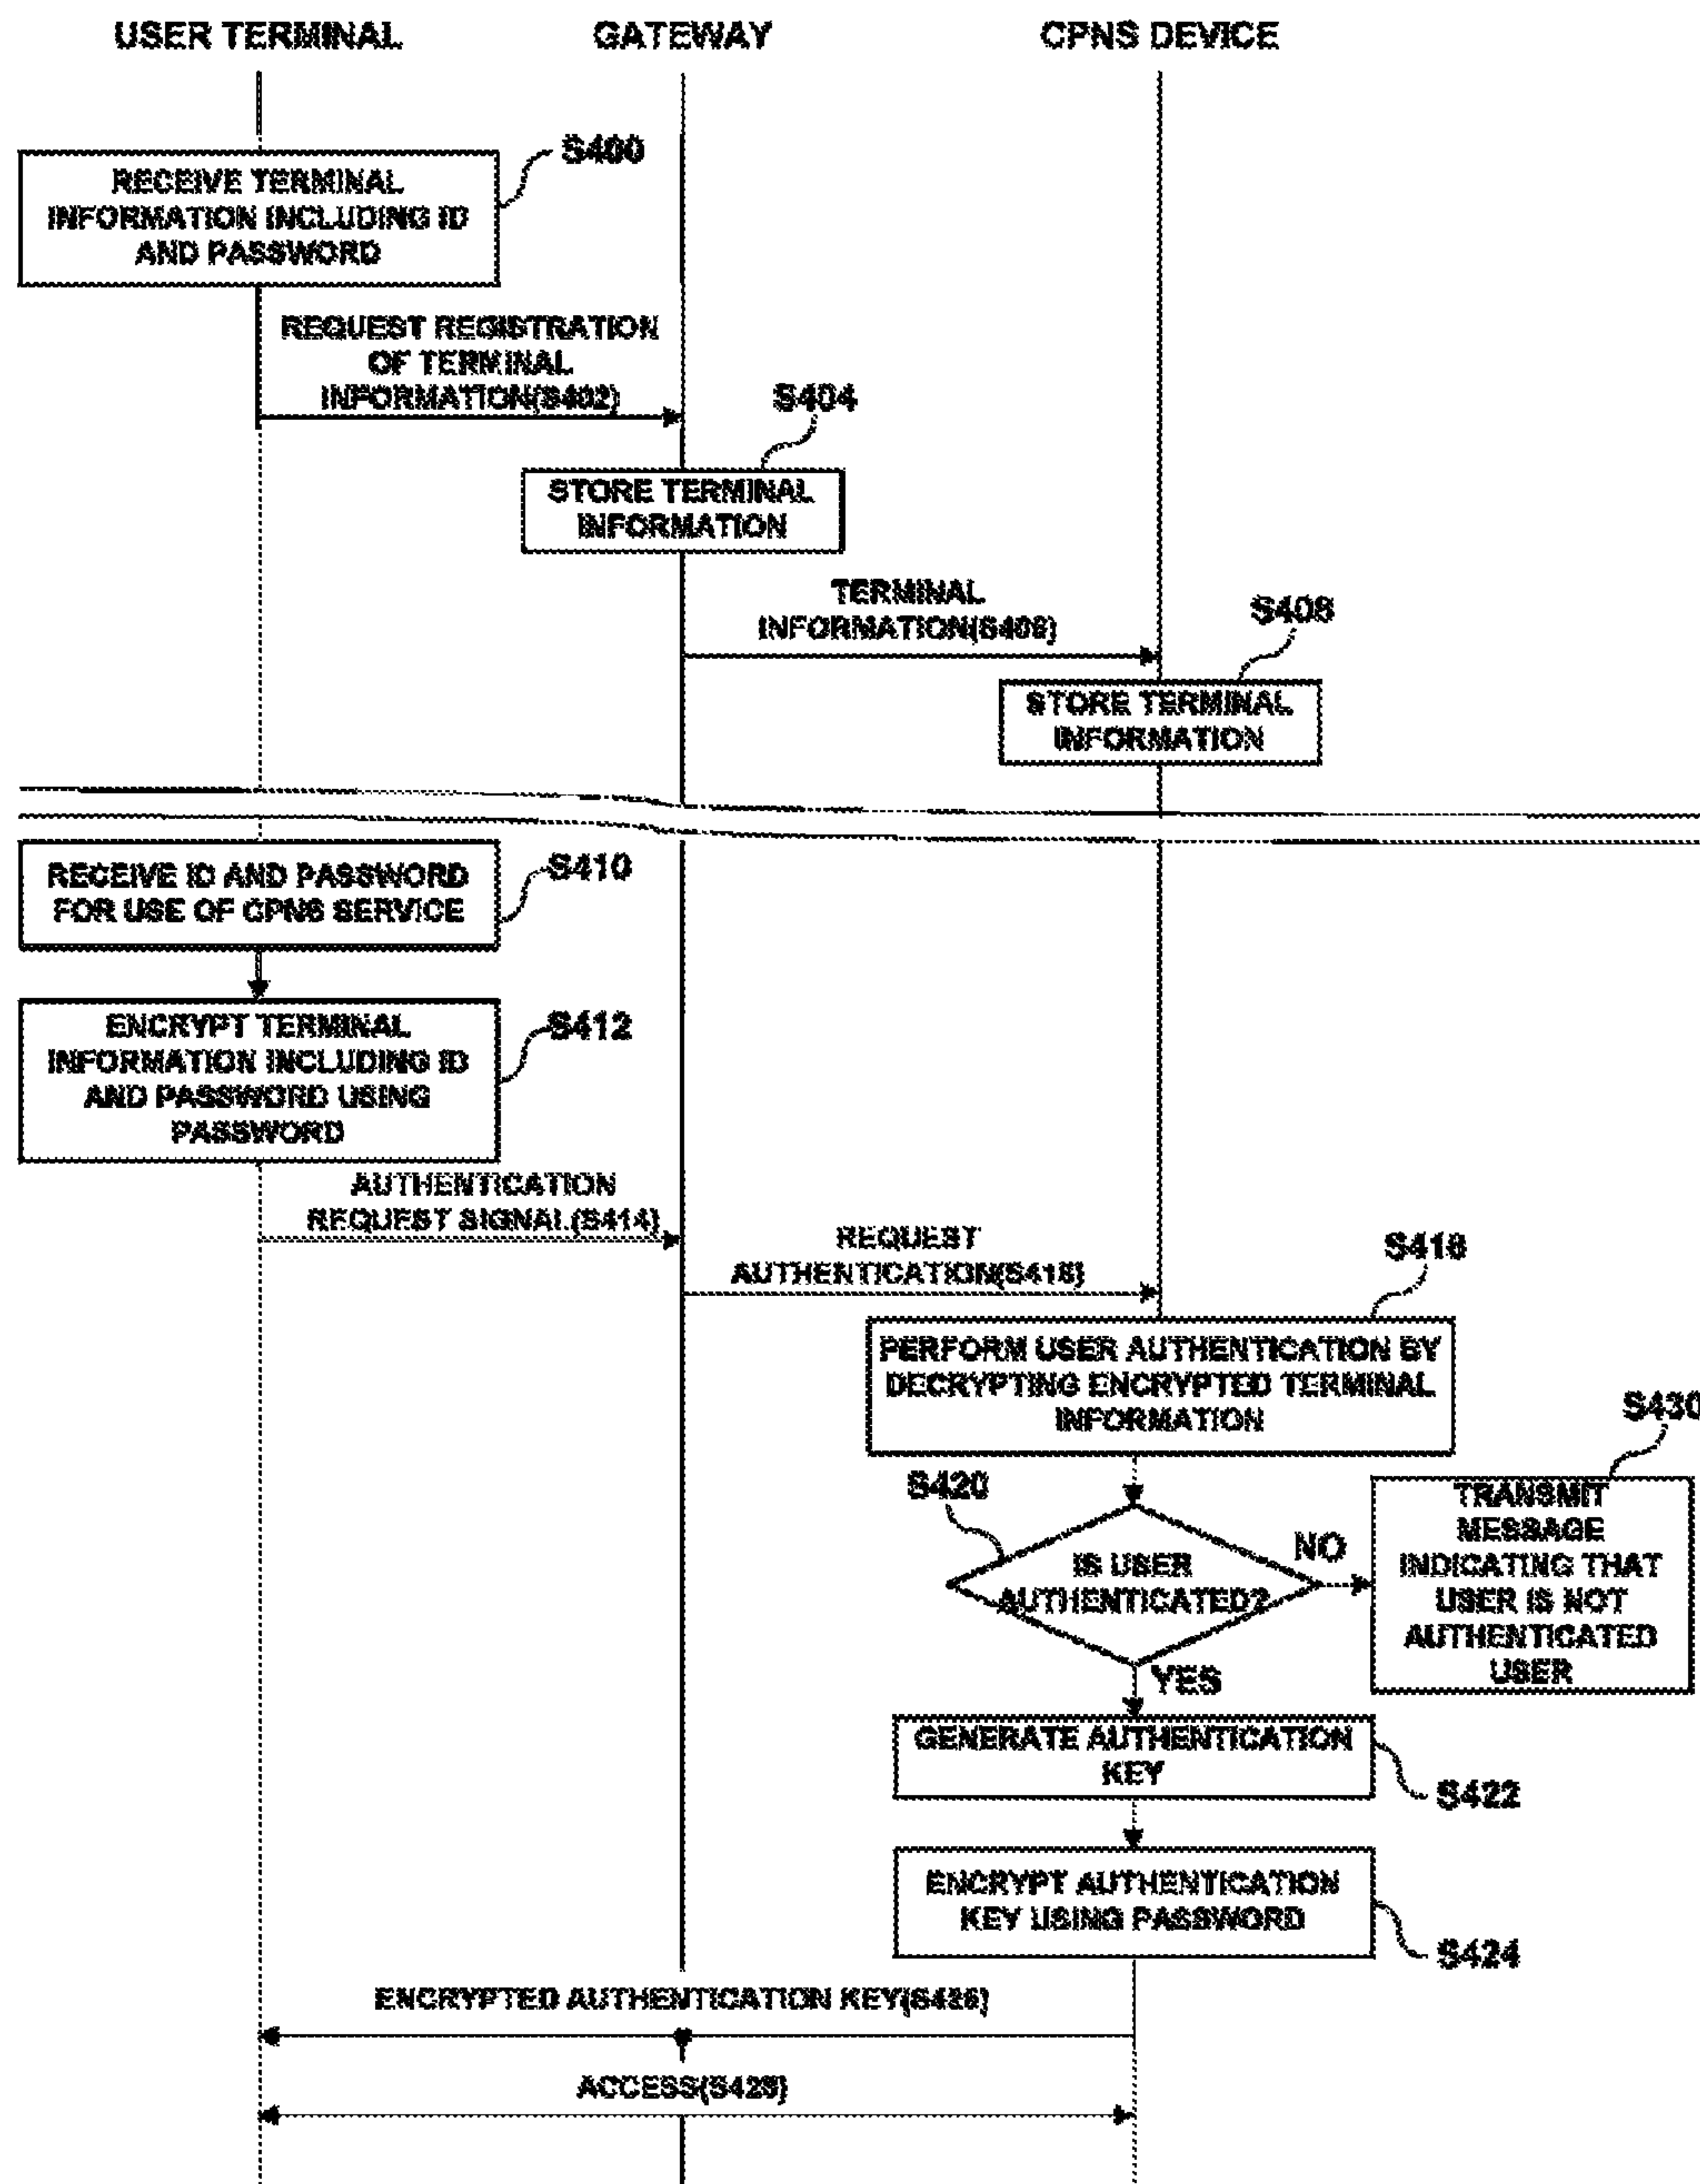 USER TERMINAL
GATEWAY
CPNS DEVICE
S400
RECEIVE TERMINAL
INFORMATION INCLUDING ID
AND PASSWORD
REQUEST REGISTRATION
OF TERMINAL
INFORMATION(S402)
S404
STORE TERMINAL
INFORMATION
TERMINAL
INFORMATION(S406)
S408
STORE TERMINAL
INFORMATION
S410
RECEIVE ID AND PASSWORD
FOR USE OF CPNS SERVICE
S412
ENCRYPT TERMINAL
INFORMATION INCLUDING ID
AND PASSWORD USING
PASSWORD
AUTHENTICATION
REQUEST SIGNAL(S414)
REQUEST
AUTHENTICATION(S416)
S418
PERFORM USER AUTHENTICATION BY
DECRYPTING ENCRYPTED TERMINAL
INFORMATION
S430
S420
TRANSMIT
MESSAGE
INDICATING THAT
USER IS NOT
AUTHENTICATED
USER
IS USER
AUTHENTICATED?
NO
YES
GENERATE AUTHENTICATION
KEY
S422
ENCRYPT AUTHENTICATION
KEY USING PASSWORD
S424
ENCRYPTED AUTHENTICATION KEY(S426)
ACCESS(S428)